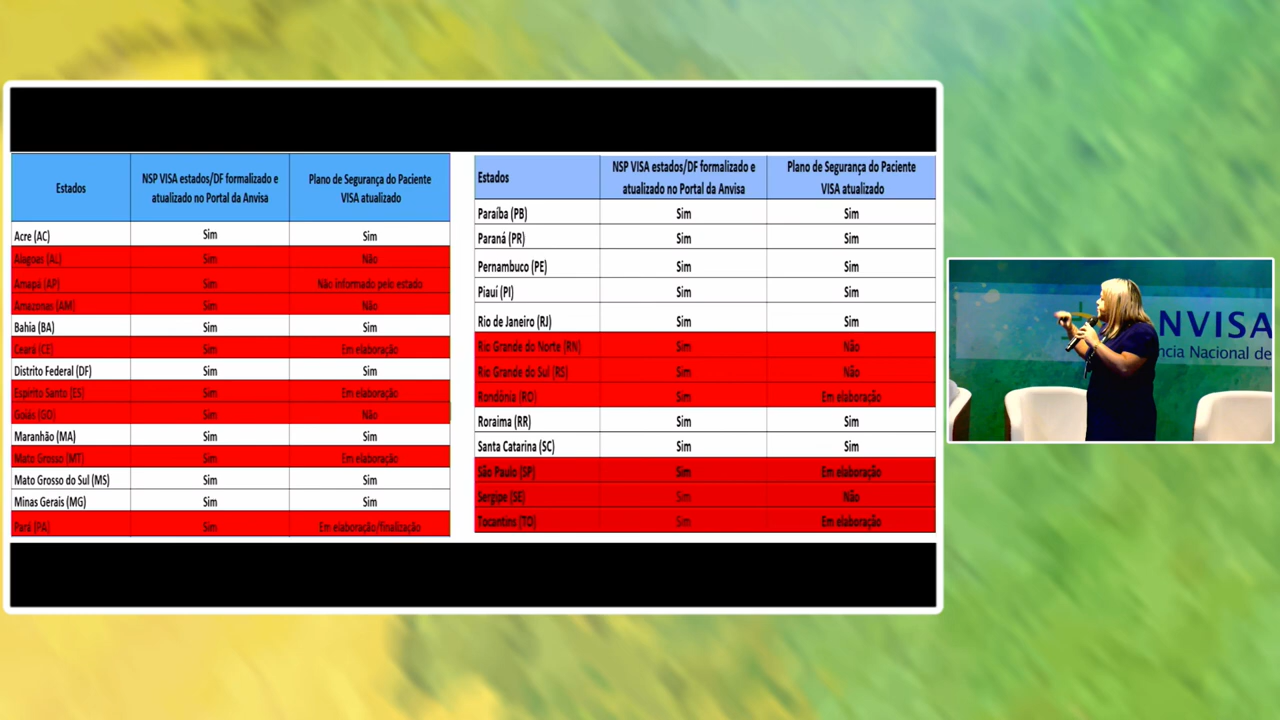 Estados
NSP VISA estados/DF formalizado e
atualizado no Portal da Anvisa
Plano de Segurança do Paciente
VISA atualizado
Acre (AC) Sim Sim
Alagoas (AL) Sim Não
Amapá (AP) Sim Não informado pelo estado
Amazonas (AM) Sim Não
Bahia (BA) Sim Sim
Ceará (CE) Sim Em elaboração
Distrito Federal (DF) Sim Sim
Espírito Santo (ES) Sim Em elaboração
Goiás (GO) Sim Não
Maranhão (MA) Sim Sim
Mato Grosso (MT) Sim Em elaboração
Mato Grosso do Sul (MS) Sim Sim
Minas Gerais (MG) Sim Sim
Pará (PA) Sim Em elaboração/finalização
Estados
NSP VISA estados/DF formalizado e
atualizado no Portal da Anvisa
Plano de Segurança do Paciente
VISA atualizado
Paraíba (PB) Sim Sim
Paraná (PR) Sim Sim
Pernambuco (PE) Sim Sim
Piauí (PI) Sim Sim
Rio de Janeiro (RJ) Sim Sim
Rio Grande do Norte (RN) Sim Não
Rio Grande do Sul (RS) Sim Não
Rondônia (RO) Sim Em elaboração
Roraima (RR) Sim Sim
Santa Catarina (SC) Sim Sim
São Paulo (SP) Sim Em elaboração
Sergipe (SE) Sim Não
Tocantins (TO) Sim Em elaboração
NVISA
ncia Nacional de